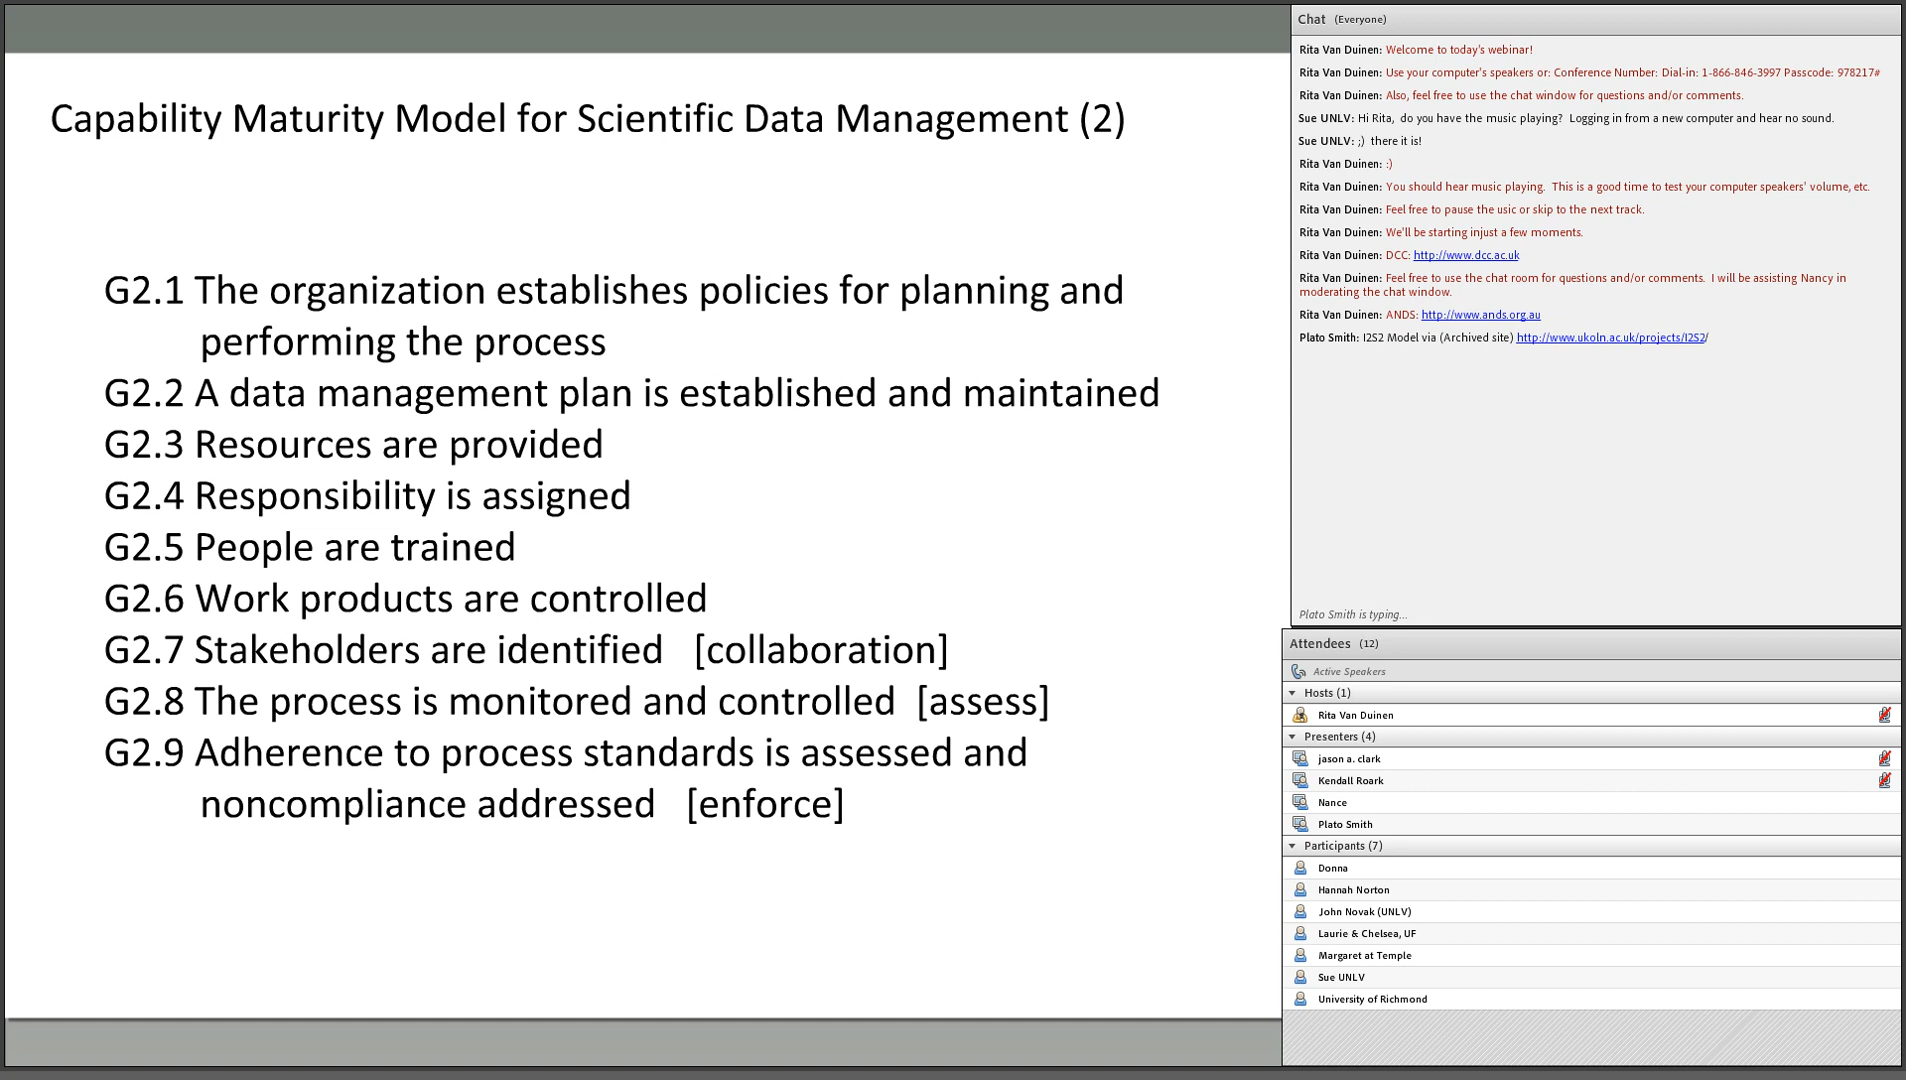 Capability Maturity Model for Scientific Data Management (2)
G2.1 The organization establishes policies for planning and
performing the process
G2.2 A data management plan is established and maintained
G2.3 Resources are provided
G2.4 Responsibility is assigned
G2.5 People are trained
G2.6 Work products are controlled
G2.7 Stakeholders are identified [collaboration]
G2.8 The process is monitored and controlled [assess]
G2.9 Adherence to process standards is assessed and
noncompliance addressed [enforce]
Chat (Everyone)
Rita Van Duinen: Welcome to today's webinar!
Rita Van Duinen: Use your computer's speakers or: Conference Number: Dial-in: 1-866-846-3997 Passcode: 978217#
Rita Van Duinen: Also, feel free to use the chat window for questions and/or comments.
Sue UNLV: Hi Rita, do you have the music playing? Logging in from a new computer and hear no sound.
Sue UNLV: ;) there it is!
Rita Van Duinen: :)
Rita Van Duinen: You should hear music playing. This is a good time to test your computer speakers' volume, etc.
Rita Van Duinen: Feel free to pause the usic or skip to the next track.
Rita Van Duinen: We'll be starting injust a few moments.
Rita Van Duinen: DCC: http://www.dcc.ac.uk
Rita Van Duinen: Feel free to use the chat room for questions and/or comments. I will be assisting Nancy in
moderating the chat window.
Rita Van Duinen: ANDS: http://www.ands.org.au
Plato Smith: I2S2 Model via (Archived site) http://www.ukoln.ac.uk/projects/I2S2/
Plato Smith is typing...
Attendees (12)
Active Speakers
Hosts (1)
Rita Van Duinen
Presenters (4)
jason a. clark
Kendall Roark
Nance
Plato Smith
Participants (7)
Donna
Hannah Norton
John Novak (UNLV)
Laurie & Chelsea, UF
Margaret at Temple
Sue UNLV
University of Richmond